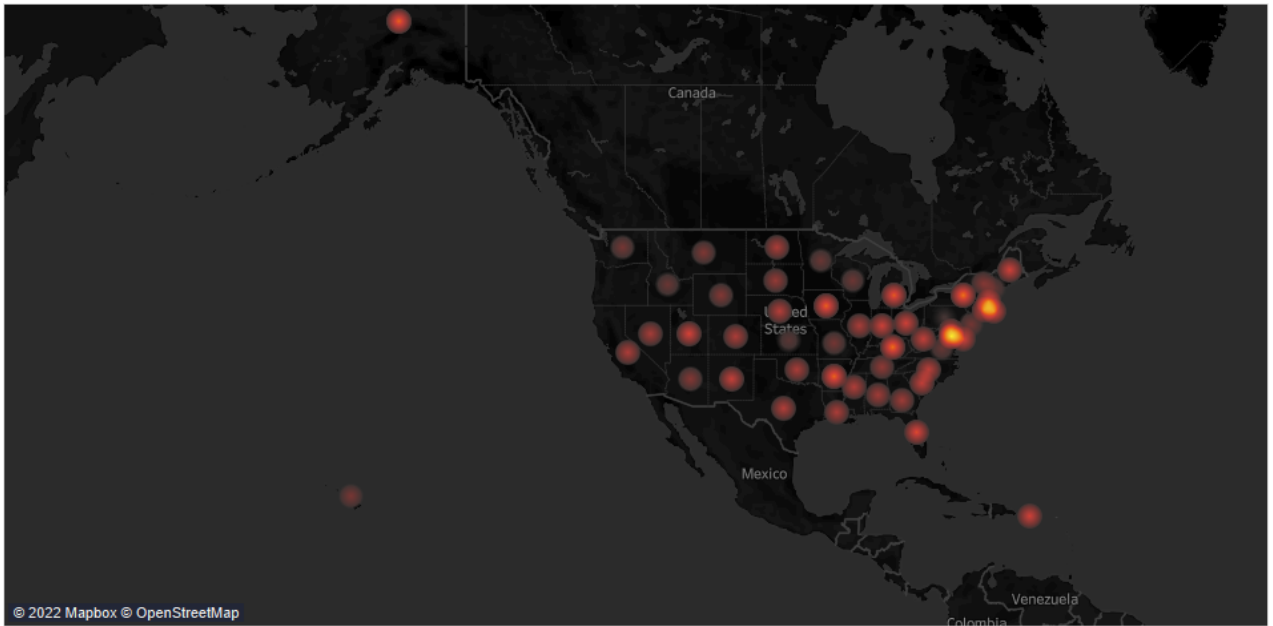 Canada
United
States
Mexico
Venezuela
Colombia
© 2022 Mapbox © OpenStreetMap